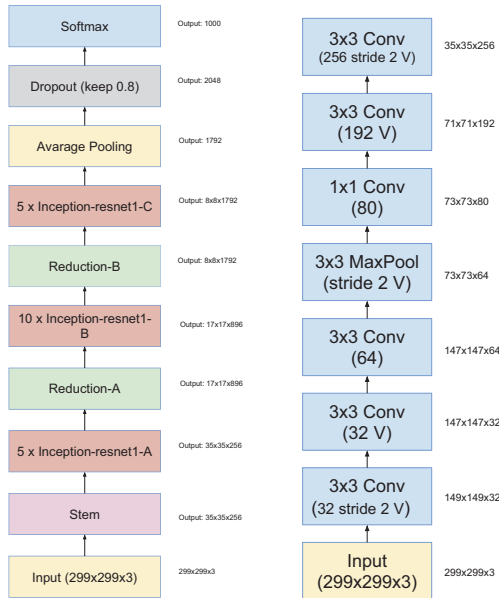 Softmax
Output: 1000
Dropout (keep 0.8)
Output: 2048
Avarage Pooling
Output: 1792
5 x Inception-resnet1-C
Output: 8x8x1792
Reduction-B
Output: 8x8x1792
10 x Inception-resnet1-
B
Output: 17x17x896
Reduction-A
Output: 17x17x896
5 x Inception-resnet1-A
Output: 35x35x256
Stem
Output: 35x35x256
Input (299x299x3)
299x299x3
3x3 Conv
(256 stride 2 V)
35x35x256
3x3 Conv
(192 V)
71x71x192
1x1 Conv
(80)
73x73x80
3x3 MaxPool
(stride 2 V)
73x73x64
3x3 Conv
(64)
147x147x64
3x3 Conv
(32 V)
147x147x32
3x3 Conv
(32 stride 2 V)
149x149x32
Input
(299x299x3)
299x299x3